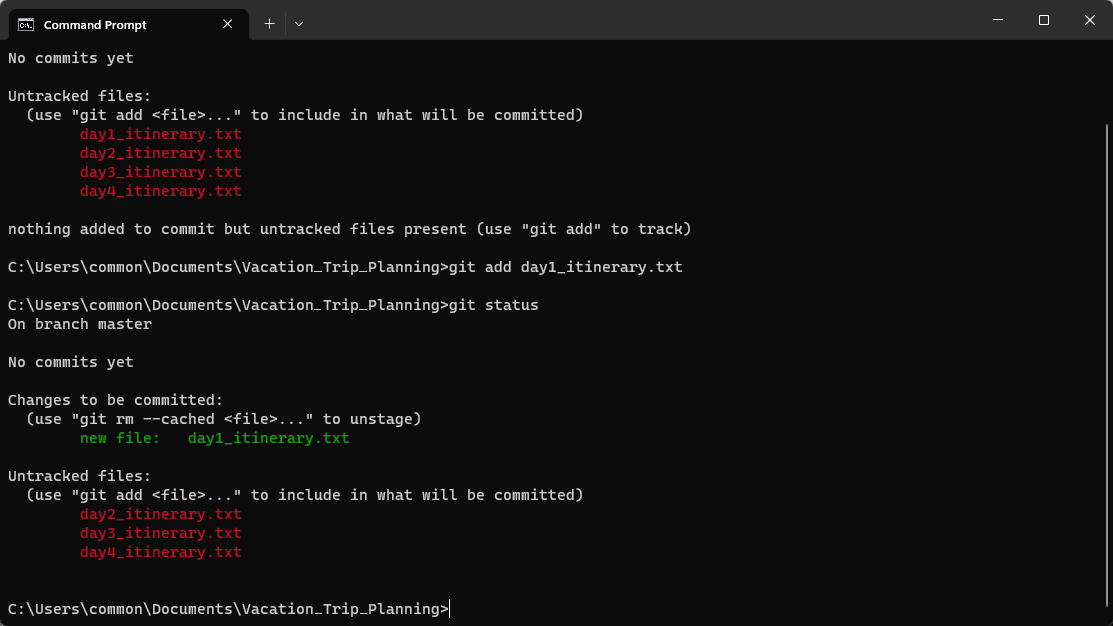 Command Prompt
No commits yet
Untracked files:
(use "git add <file>..." to include in what will be committed)
day1_itinerary.txt
day2_itinerary.txt
day3_itinerary.txt
day4_itinerary.txt
nothing added to commit but untracked files present (use "git add" to track)
C:\Users\common\Documents\Vacation_Trip_Planning>git add day1_itinerary.txt
C:\Users\common\Documents\Vacation_Trip_Planning>git status
On branch master
No commits yet
Changes to be committed:
(use "git rm --cached <file>..." to unstage)
new file:   day1_itinerary.txt
Untracked files:
(use "git add <file>..." to include in what will be committed)
day2_itinerary.txt
day3_itinerary.txt
day4_itinerary.txt
C:\Users\common\Documents\Vacation_Trip_Planning>